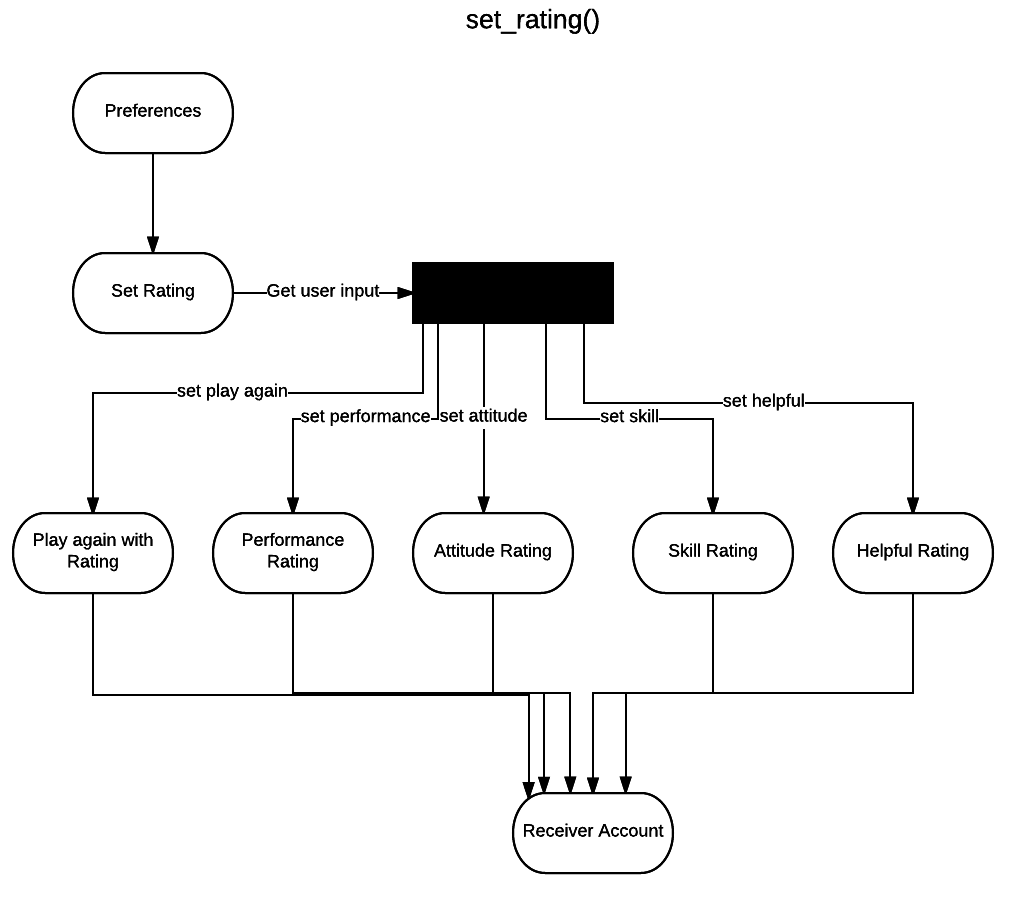 set_rating()
Preferences
Set Rating
Get user input
set play again
set performance
set attitude
set skill
set helpful
Play again with
Rating
Performance
Rating
Attitude Rating
Skill Rating
Helpful Rating
Receiver Account